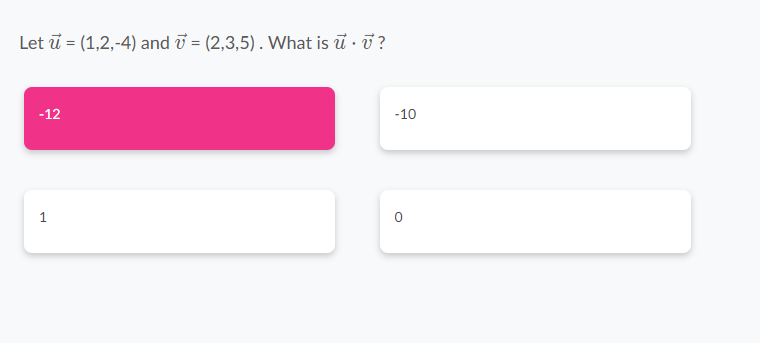 Let u⃗ = (1,2,-4) and v⃗ = (2,3,5) . What is u⃗ · v⃗ ?
-12
-10
1
0